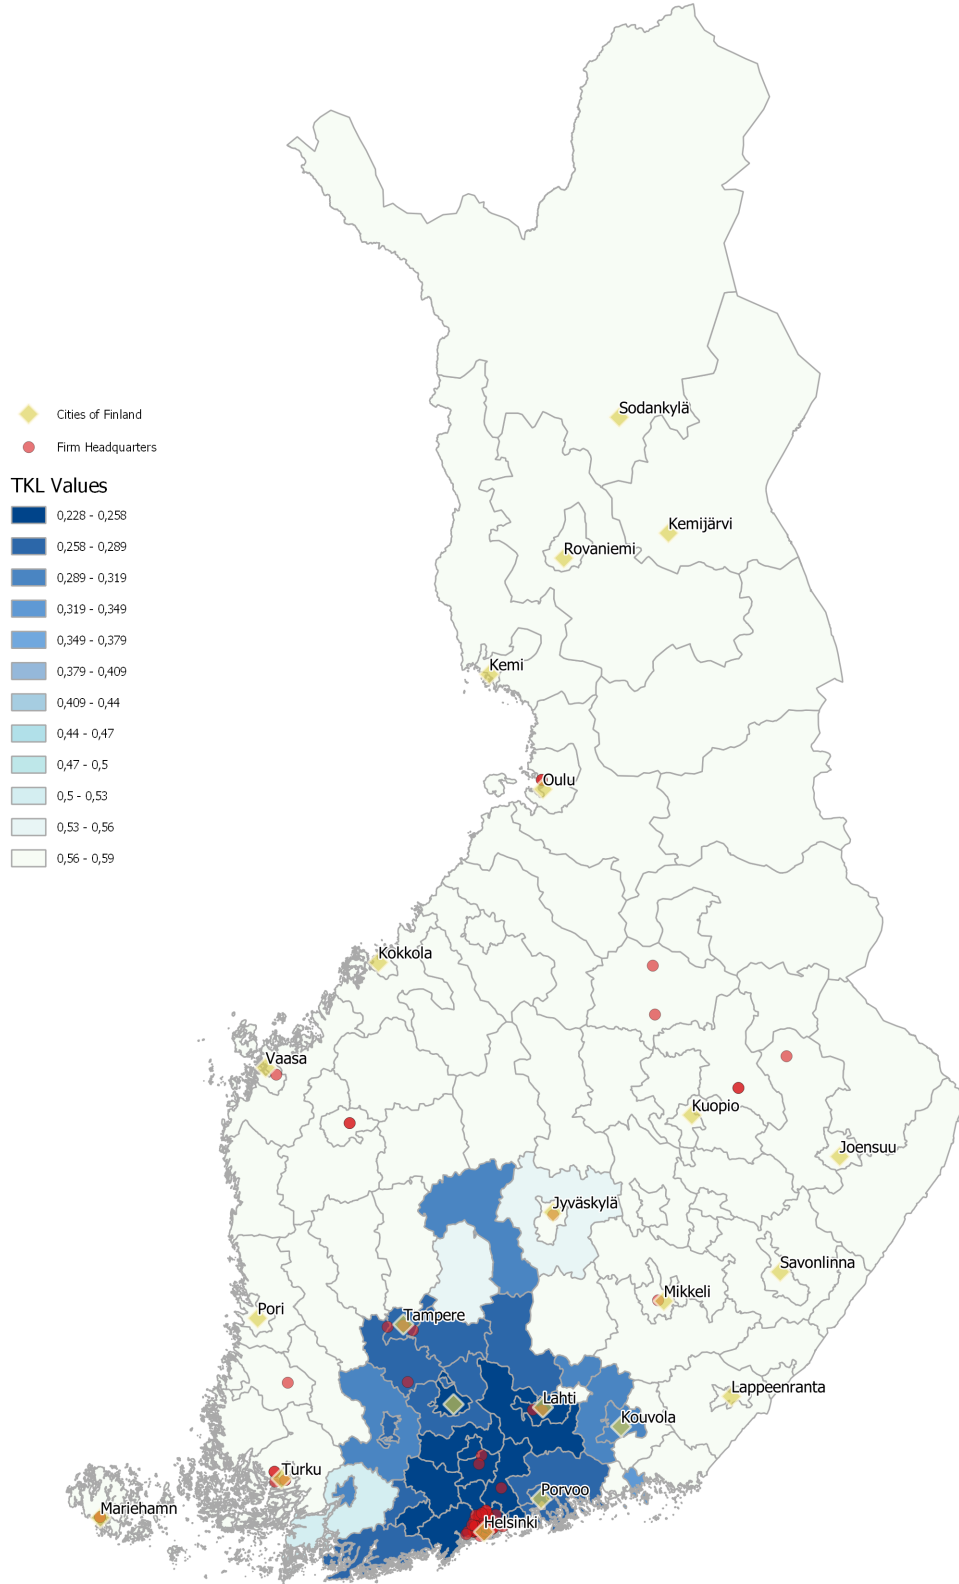 Sodankylä
Cities of Finland
Firm Headquarters
TKL Values
0,228 - 0,258
0,258 - 0,289
0,289 - 0,319
0,319 - 0,349
0,349 - 0,379
0,379 - 0,409
0,409 - 0,44
0,44 - 0,47
0,47 - 0,5
0,5 - 0,53
0,53 - 0,56
0,56 - 0,59
Kemijärvi
Rovaniemi
Kemi
Oulu
Kokkola
Vaasa
Kuopio
Joensuu
Jyväskylä
Savonlinna
Mikkeli
Pori
Tampere
Lappeenranta
Lahti
Kouvola
Turku
Porvoo
Mariehamn
Helsinki